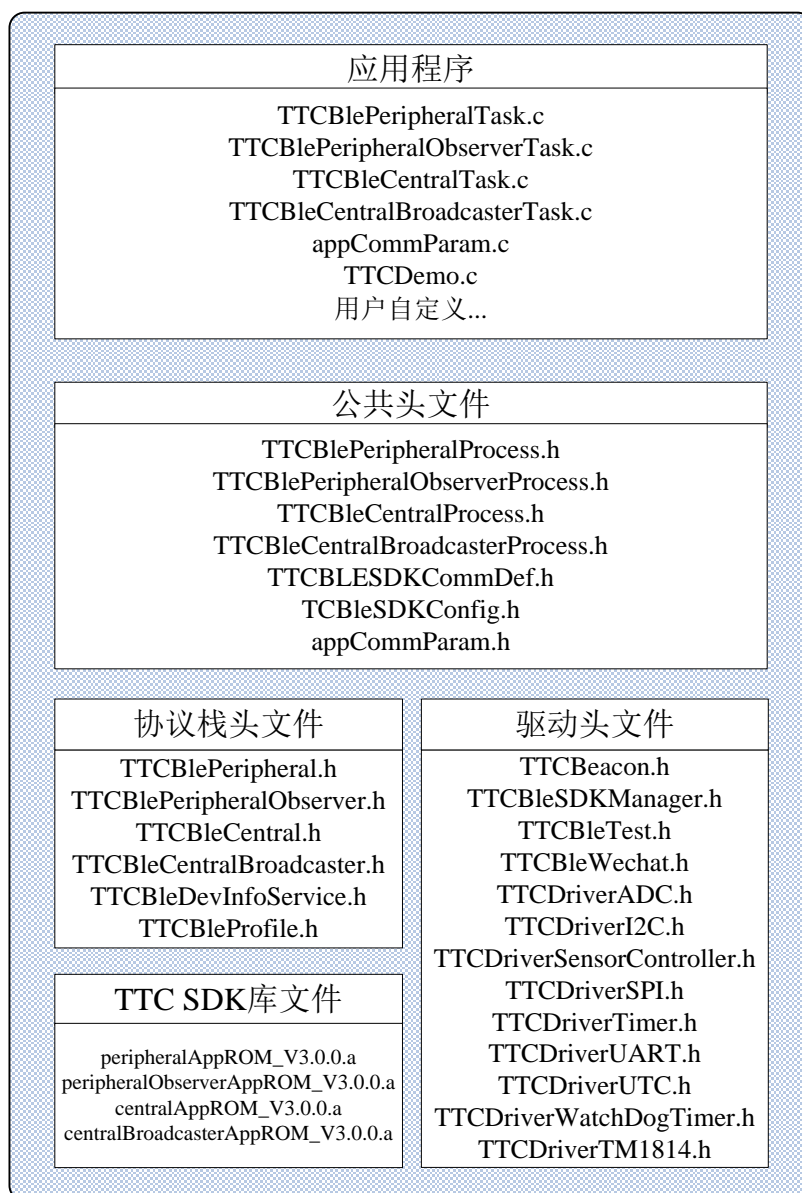 应用程序
TTCBlePeripheralTask.c
TTCBlePeripheralObserverTask.c
TTCBleCentralTask.c
TTCBleCentralBroadcasterTask.c
appCommParam.c
TTCDemo.c
用户自定义...
公共头文件
TTCBlePeripheralProcess.h
TTCBlePeripheralObserverProcess.h
TTCBleCentralProcess.h
TTCBleCentralBroadcasterProcess.h
TTCBLESDKCommDef.h
TCBleSDKConfig.h
appCommParam.h
协议栈头文件
TTCBlePeripheral.h
TTCBlePeripheralObserver.h
TTCBleCentral.h
TTCBleCentralBroadcaster.h
TTCBleDevInfoService.h
TTCBleProfile.h
TTC SDK库文件
peripheralAppROM_V3.0.0.a
peripheralObserverAppROM_V3.0.0.a
centralAppROM_V3.0.0.a
centralBroadcasterAppROM_V3.0.0.a
驱动头文件
TTCBeacon.h
TTCBleSDKManager.h
TTCBleTest.h
TTCBleWechat.h
TTCDriverADC.h
TTCDriverI2C.h
TTCDriverSensorController.h
TTCDriverSPI.h
TTCDriverTimer.h
TTCDriverUART.h
TTCDriverUTC.h
TTCDriverWatchDogTimer.h
TTCDriverTM1814.h